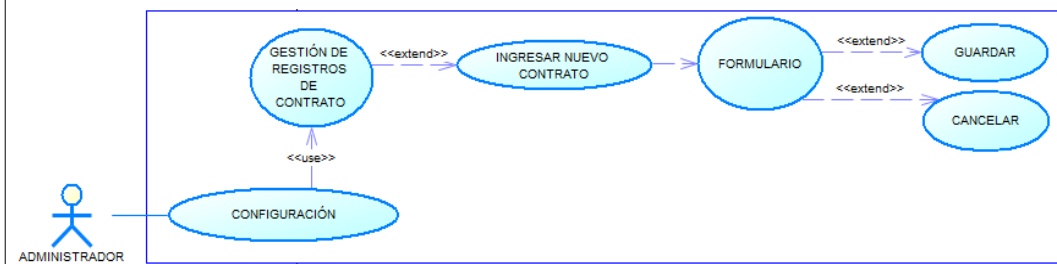 GESTIÓN DE
REGISTROS
DE
CONTRATO
<<extend>>
INGRESAR NUEVO
CONTRATO
FORMULARIO
<<extend>>
GUARDAR
<<extend>>
CANCELAR
<<use>>
CONFIGURACIÓN
ADMINISTRADOR